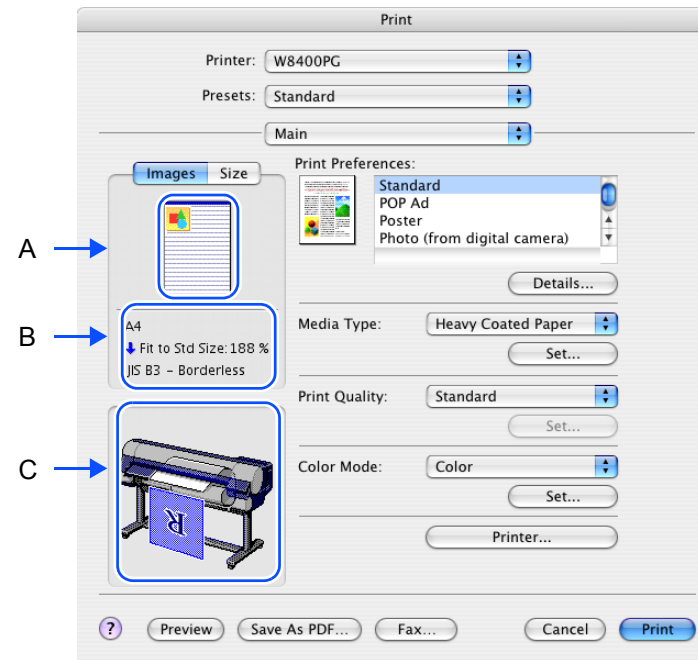 Print
Printer: W8400PG
Presets: Standard
Main
Images Size
Print Preferences:
Standard
POP Ad
Poster
Photo (from digital camera)
Details...
A
B
A4
Fit to Std Size: 188 %
JIS B3 – Borderless
Media Type: Heavy Coated Paper
Set...
Print Quality: Standard
Set...
C
R
Color Mode: Color
Set...
Printer...
? Preview Save As PDF... Fax... Cancel Print